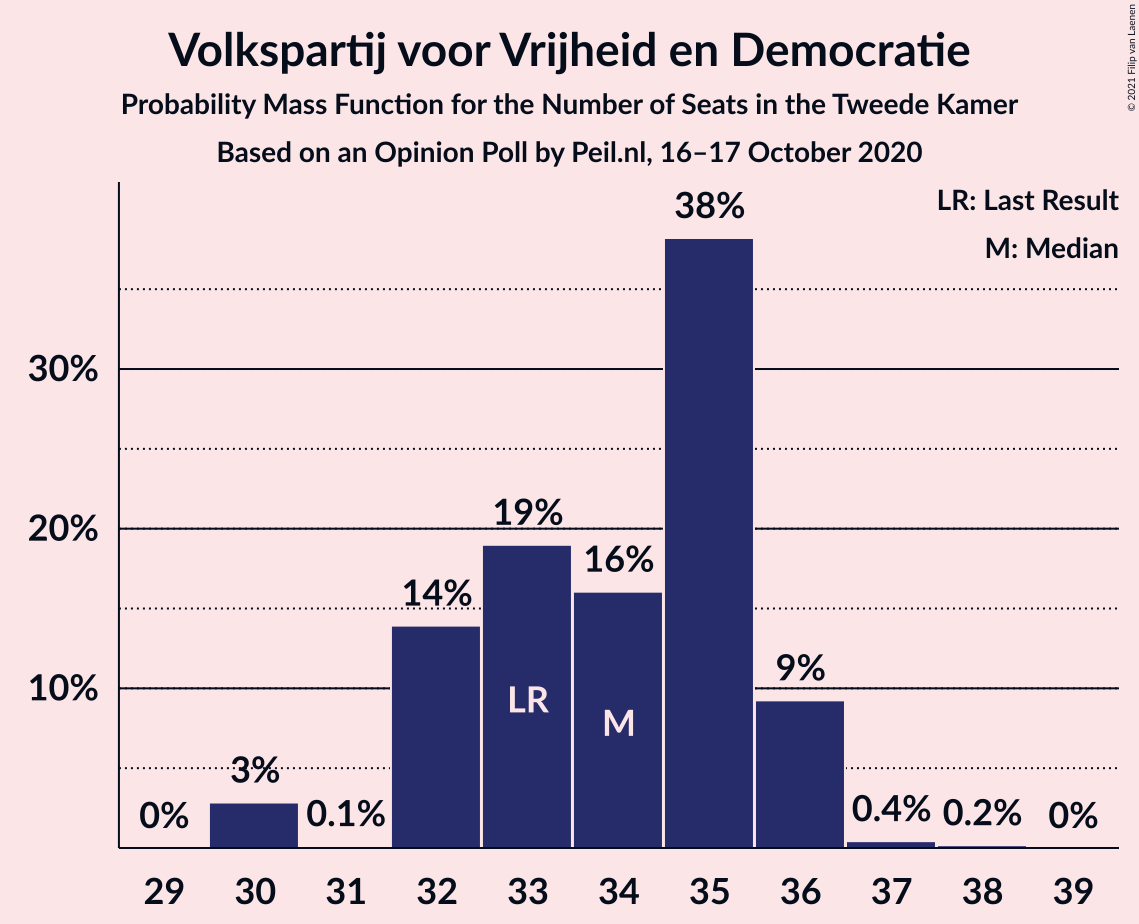 Volkspartij voor Vrijheid en Democratie
Probability Mass Function for the Number of Seats in the Tweede Kamer
Based on an Opinion Poll by Peil.nl, 16–17 October 2020
© 2021 Filip van Laenen
LR: Last Result
M: Median
38%
30%
20%
19%
16%
14%
10%
9%
LR
M
3%
0%
0.1%
0.4%
0.2%
0%
29 30 31 32 33 34 35 36 37 38 39